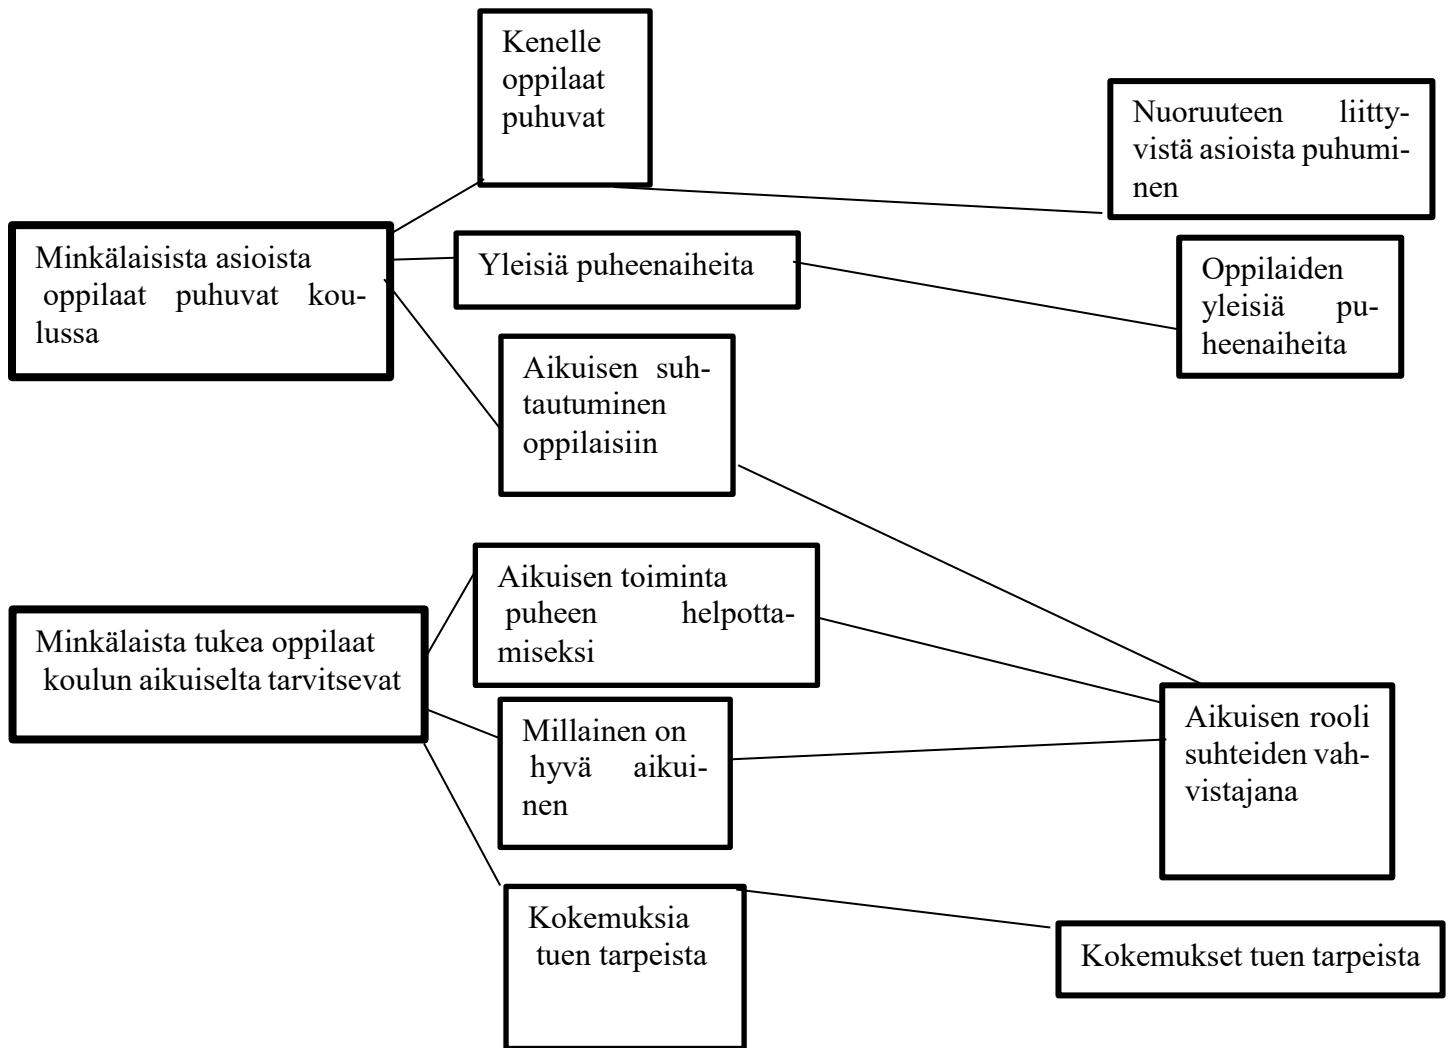 Kenelle
oppilaat
puhuvat
Nuoruuteen liitty-
vistä asioista puhumi-
nen
Minkälaisista asioista
oppilaat puhuvat kou-
lussa
Yleisiä puheenaiheita
Oppilaiden
yleisiä pu-
heenaiheita
Aikuisen suh-
tautuminen
oppilaisiin
Aikuisen toiminta
puheen helpotta-
miseksi
Minkälaista tukea oppilaat
koulun aikuiselta tarvitsevat
Millainen on
hyvä aikui-
nen
Aikuisen rooli
suhteiden vah-
vistajana
Kokemuksia
tuen tarpeista
Kokemukset tuen tarpeista